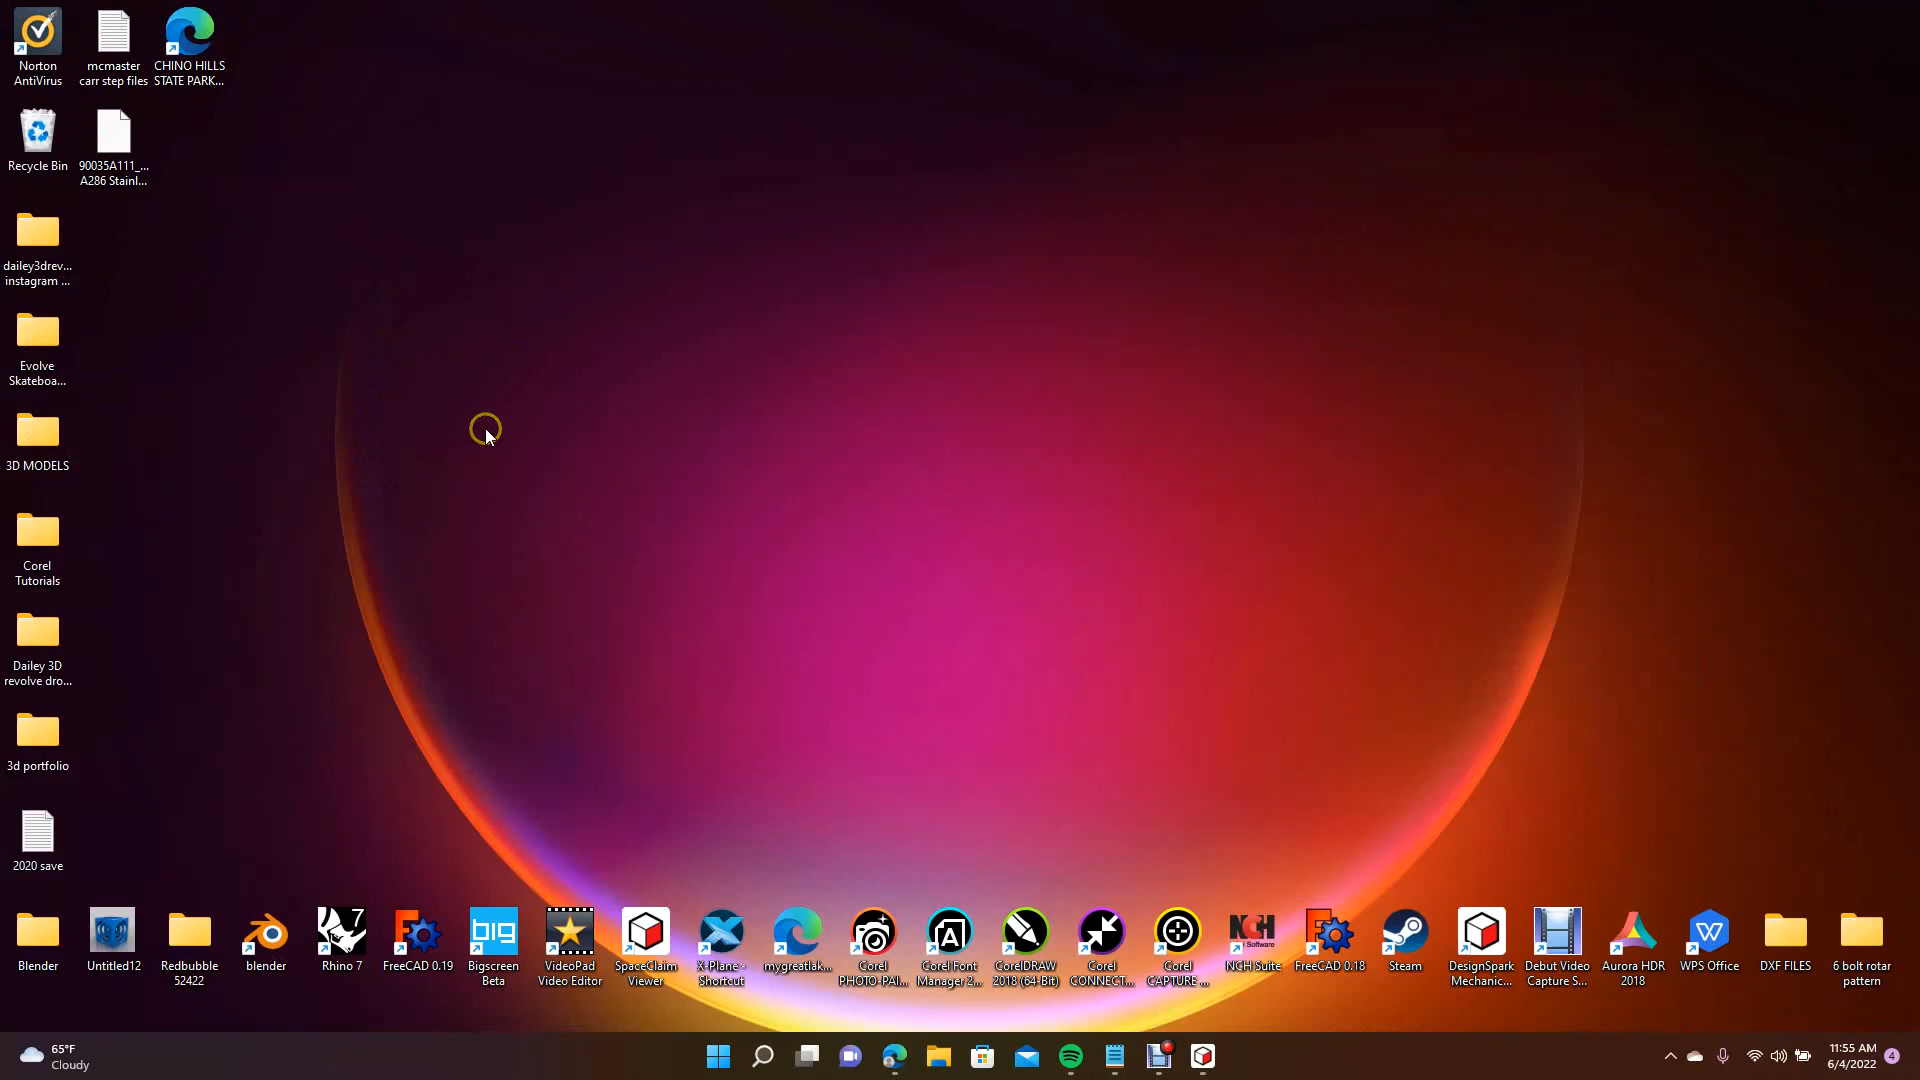 Norton
AntiVirus
mcmaster
carr step files
CHINO HILLS
STATE PARK...
Recycle Bin
90035A111_...
A286 Stainl...
dailey3drev...
instagram ...
Evolve
Skateboa...
3D MODELS
Corel
Tutorials
Dailey 3D
revolve dro...
3d portfolio
2020 save
Blender
Untitled12
Redbubble
52422
blender
7
Rhino 7
FreeCAD 0.19
big
Bigscreen
Beta
VideoPad
Video Editor
SpaceClaim
Viewer
X-Plane -
Shortcut
mygreatlak...
Corel
PHOTO-PAI...
Corel Font
Manager 2...
CorelDRAW
2018 (64-Bit)
Corel
CONNECT...
Corel
CAPTURE ...
NCH
Software
NCH Suite
FreeCAD 0.18
Steam
DesignSpark
Mechanic...
Debut Video
Capture S...
Aurora HDR
2018
W
WPS Office
DXF FILES
6 bolt rotar
pattern
65°F
Cloudy
11:55 AM
6/4/2022
4